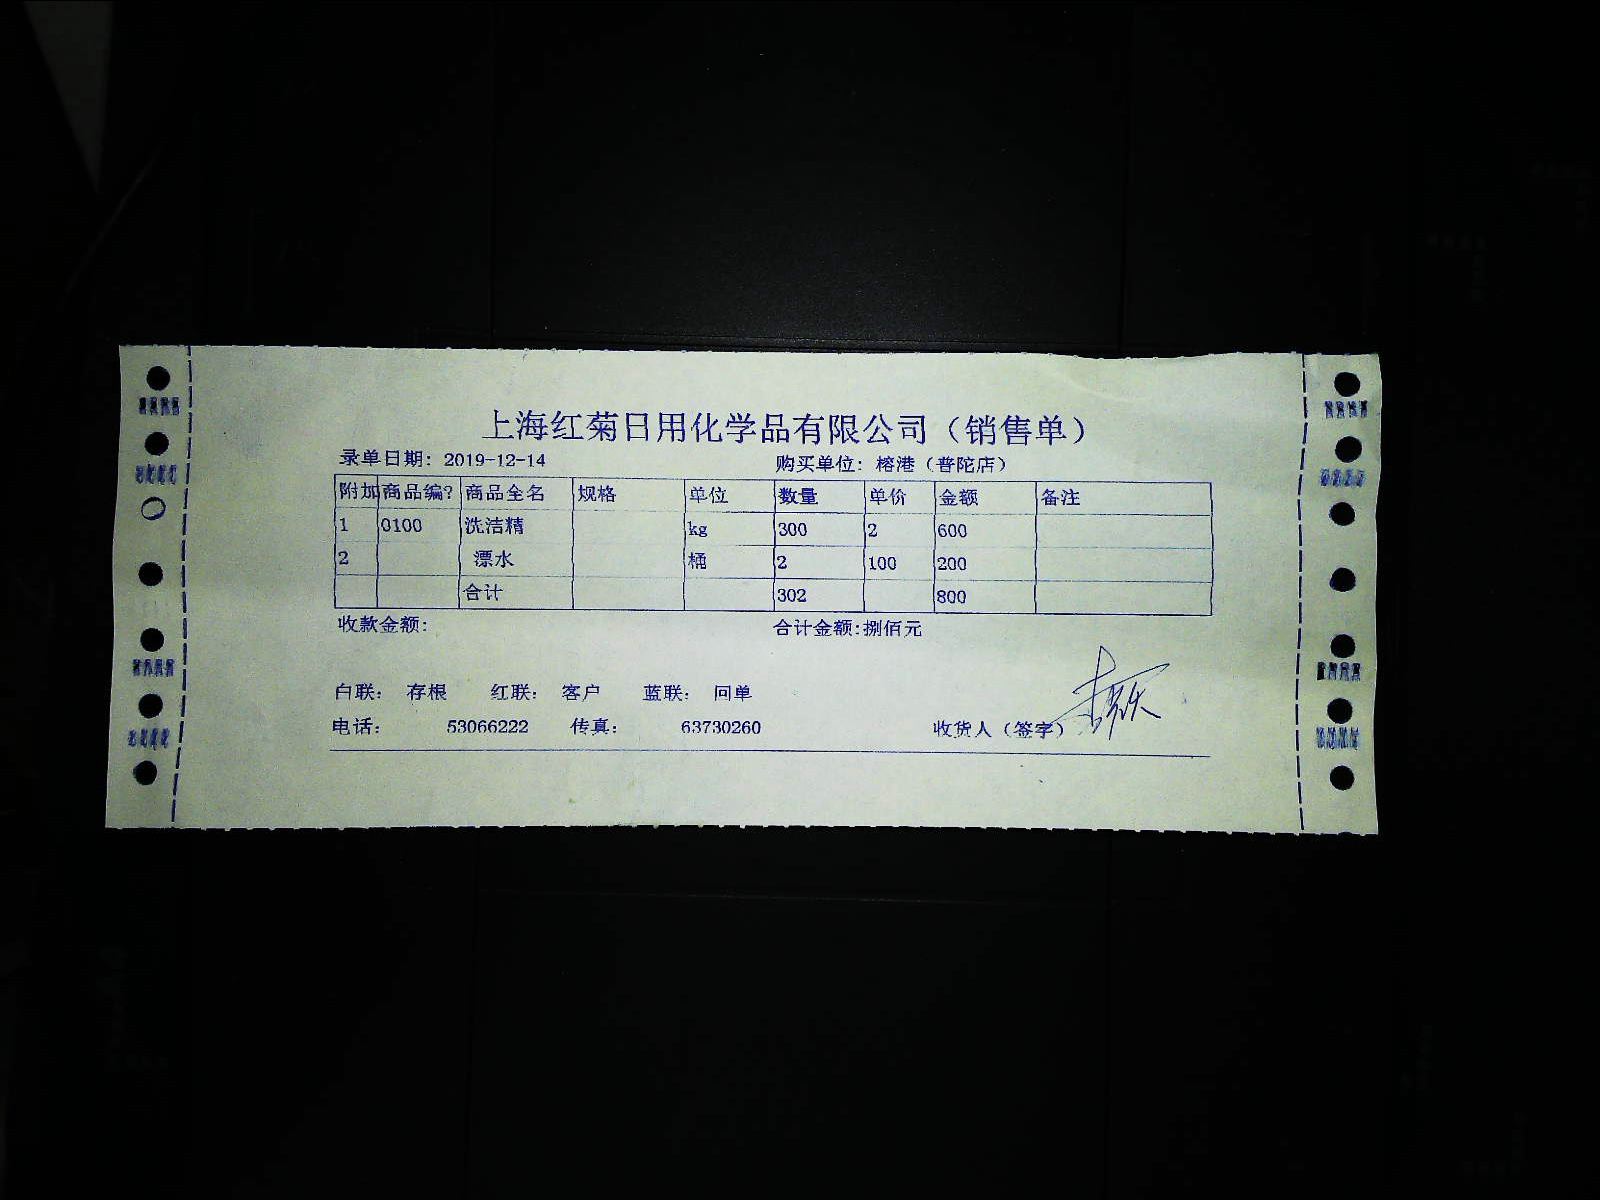 上海红菊日用化学品有限公司（销售单）
录单日期：2019-12-14 购买单位：榕港（普陀店）
附加 商品编? 商品全名 规格 单位 数量 单价 金额 备注
1 0100 洗洁精 kg 300 2 600
2 漂水 桶 2 100 200
合计 302 800
收款金额： 合计金额:捌佰元
白联： 存根 红联： 客户 蓝联： 回单
电话： 53066222 传真： 63730260 收货人（签字）